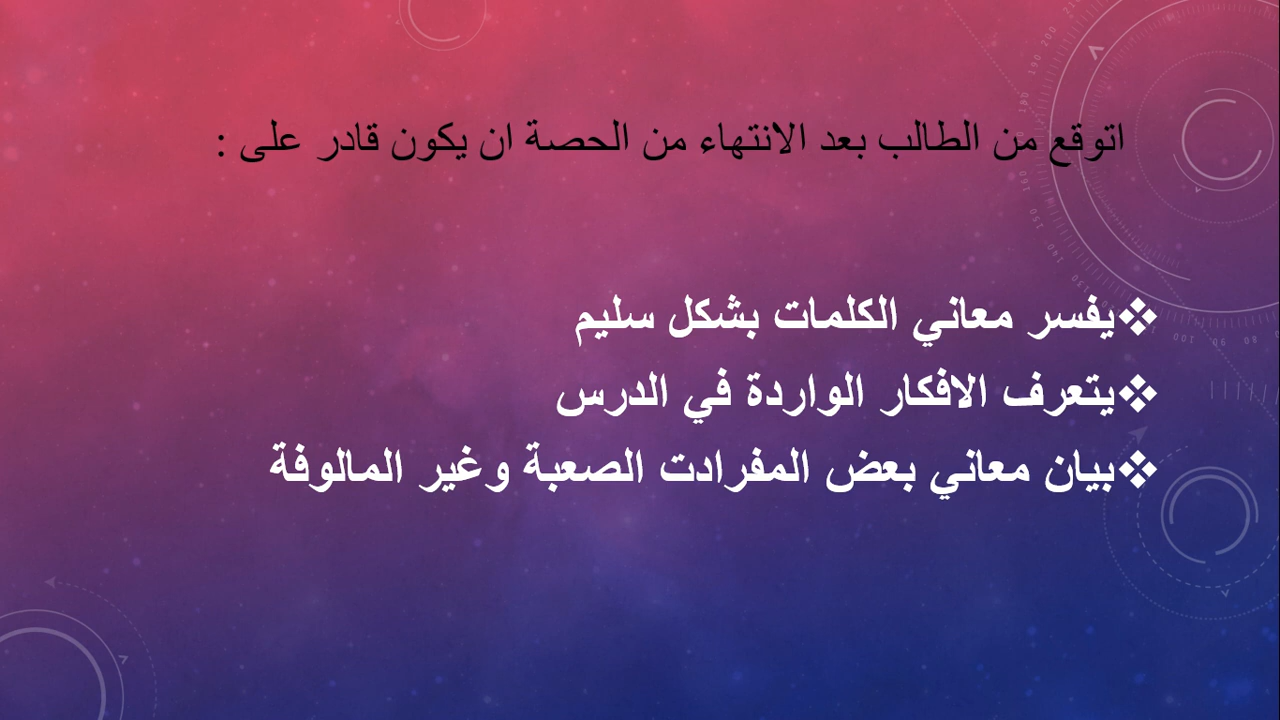 اتوقع من الطالب بعد الانتهاء من الحصة ان يكون قادر على :
❖يفسر معاني الكلمات بشكل سليم
❖يتعرف الافكار الواردة في الدرس
❖بيان معاني بعض المفرادت الصعبة وغير المالوفة